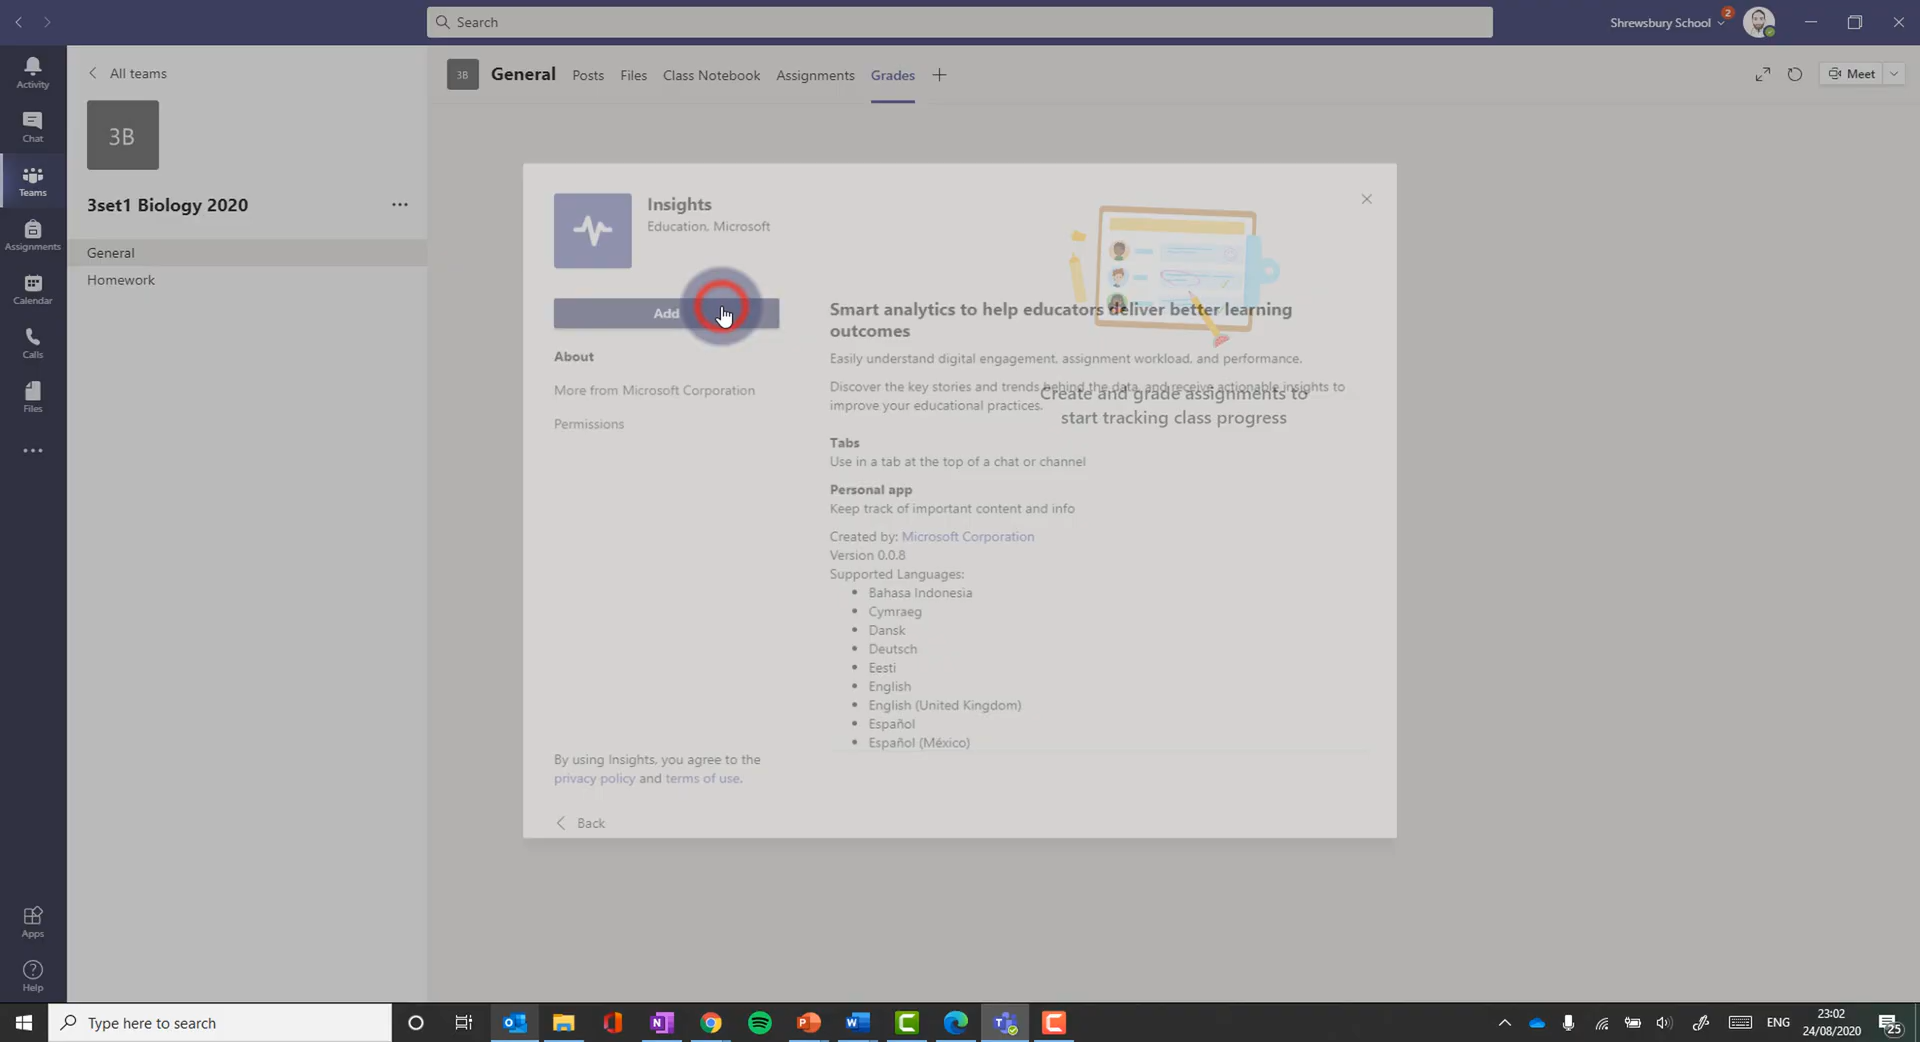 Search
Shrewsbury School
2
Activity
Chat
Teams
Assignments
Calendar
Calls
Files
Apps
Help
All teams
3B
3set1 Biology 2020
General
Homework
3B
General
Posts
Files
Class Notebook
Assignments
Grades
Meet
Insights
Education, Microsoft
Add
About
More from Microsoft Corporation
Permissions
By using Insights, you agree to the
privacy policy and terms of use.
Back
Smart analytics to help educators deliver better learning
outcomes
Easily understand digital engagement, assignment workload, and performance.
Discover the key stories and trends behind the data, and receive actionable insights to
improve your educational practices.
Create and grade assignments to
start tracking class progress
Tabs
Use in a tab at the top of a chat or channel
Personal app
Keep track of important content and info
Created by: Microsoft Corporation
Version 0.0.8
Supported Languages:
Bahasa Indonesia
Cymraeg
Dansk
Deutsch
Eesti
English
English (United Kingdom)
Español
Español (México)
Type here to search
ENG
23:02
24/08/2020
25